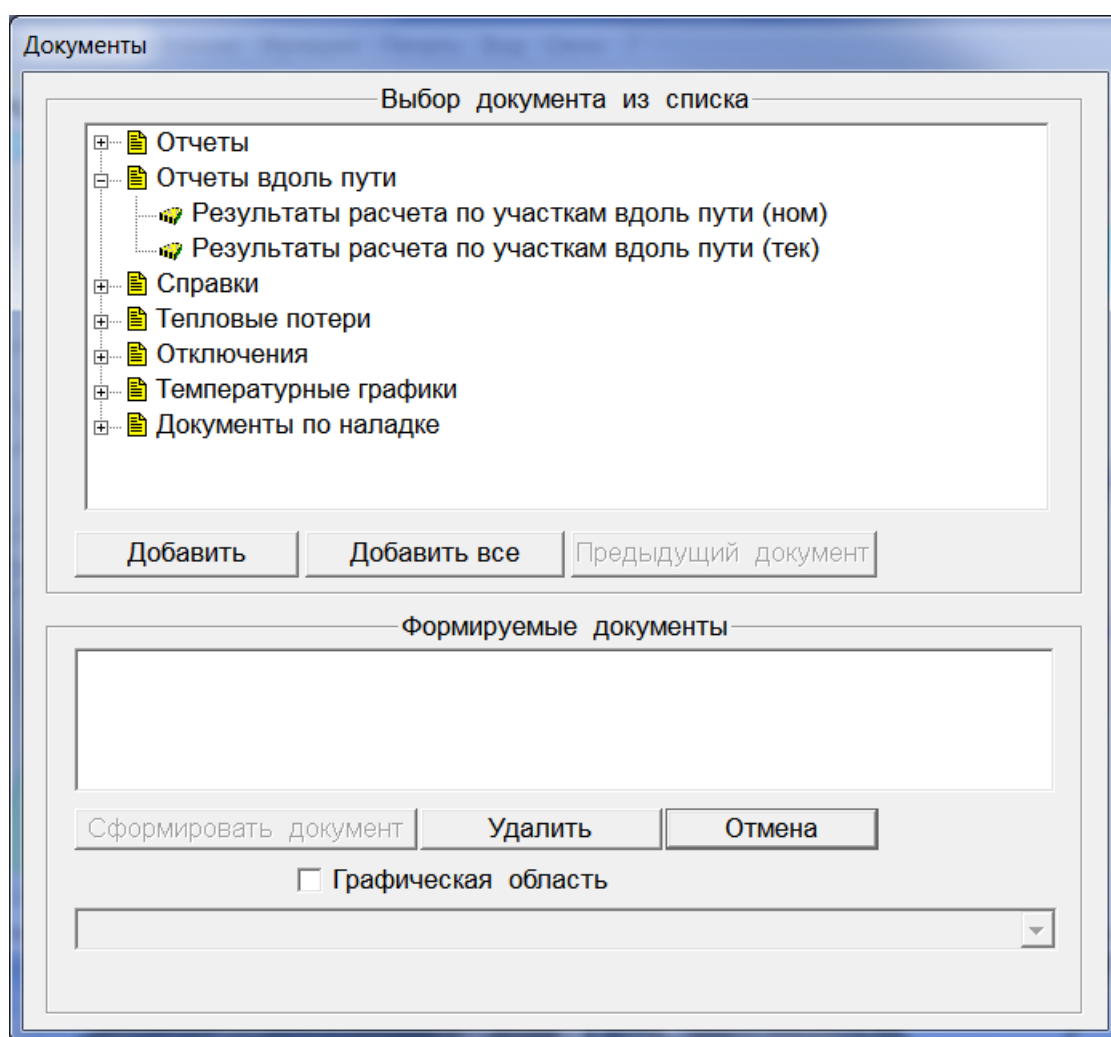 Документы
Выбор документа из списка
Отчеты
Отчеты вдоль пути
Результаты расчета по участкам вдоль пути (ном)
Результаты расчета по участкам вдоль пути (тек)
Справки
Тепловые потери
Отключения
Температурные графики
Документы по наладке
Добавить Добавить все Предыдущий документ
Формируемые документы
Сформировать документ Удалить Отмена
Графическая область